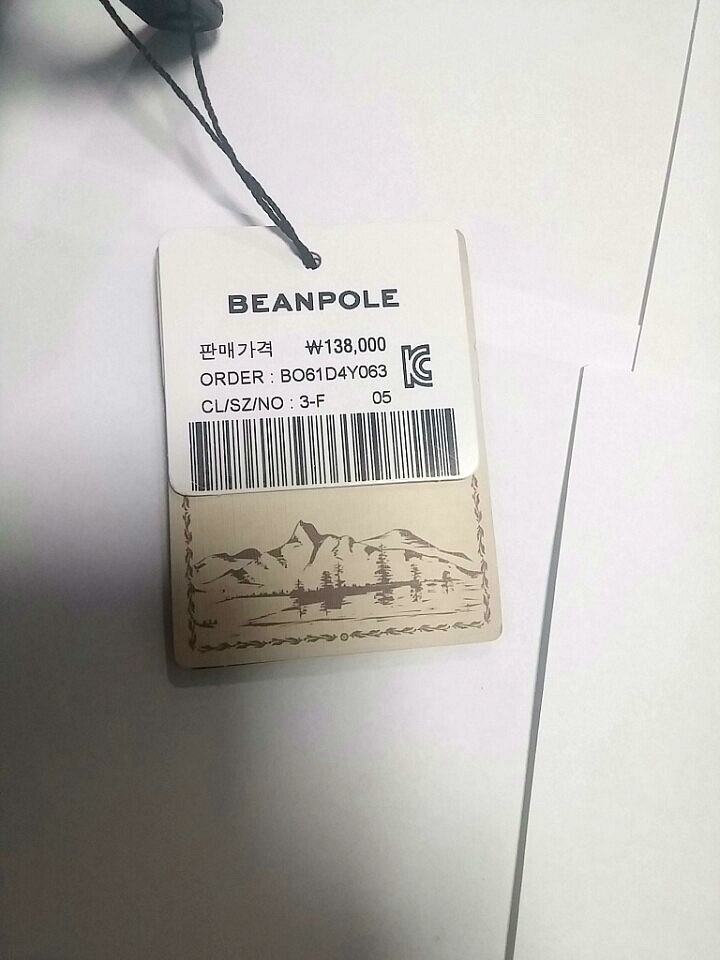 BEANPOLE
판매가격 ₩138,000
ORDER : BO61D4Y063
CL/SZ/NO : 3-F 05